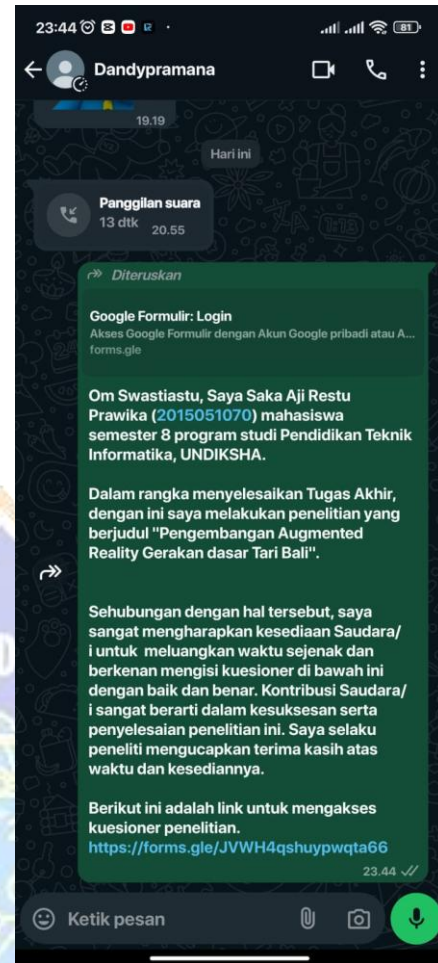 23:44
81
Dandypramana
19.19
Hari ini
Panggilan suara
13 dtk 20.55
Diteruskan
Google Formulir: Login
Akses Google Formulir dengan Akun Google pribadi atau A...
forms.gle
Om Swastiastu, Saya Saka Aji Restu
Prawika (2015051070) mahasiswa
semester 8 program studi Pendidikan Teknik
Informatika, UNDIKSHA.
Dalam rangka menyelesaikan Tugas Akhir,
dengan ini saya melakukan penelitian yang
berjudul "Pengembangan Augmented
Reality Gerakan dasar Tari Bali".
Sehubungan dengan hal tersebut, saya
sangat mengharapkan kesediaan Saudara/
i untuk meluangkan waktu sejenak dan
berkenan mengisi kuesioner di bawah ini
dengan baik dan benar. Kontribusi Saudara/
i sangat berarti dalam kesuksesan serta
penyelesaian penelitian ini. Saya selaku
peneliti mengucapkan terima kasih atas
waktu dan kesediannya.
Berikut ini adalah link untuk mengakses
kuesioner penelitian.
https://forms.gle/JVWH4qshuypwqta66
23.44
Ketik pesan